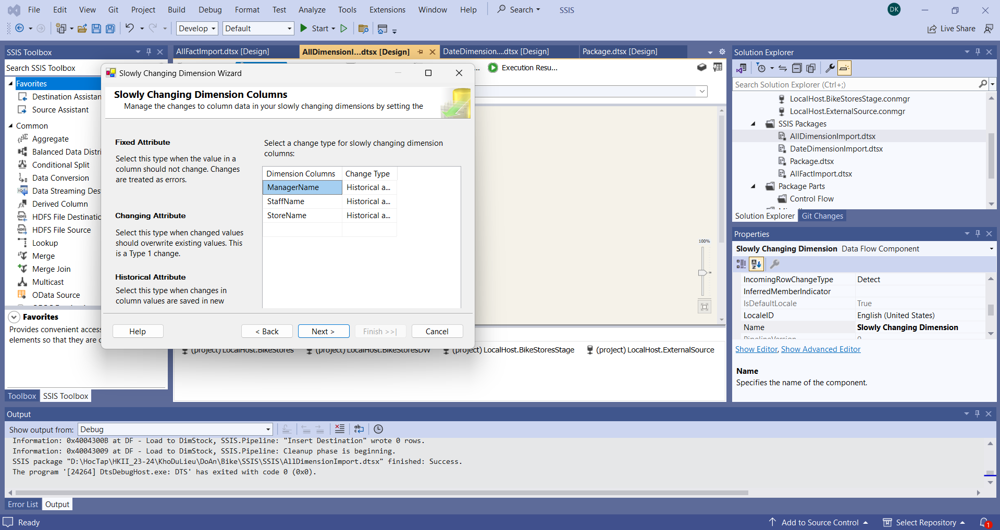 File Edit View Git Project Build Debug Format Test Analyze Tools Extensions Window Help Search SSIS DK
Develop Default Start Live Share
SSIS Toolbox
Search SSIS Toolbox
Favorites
Destination Assistan
Source Assistant
Common
Aggregate
Balanced Data Distri
Conditional Split
Data Conversion
Data Streaming Des
Derived Column
HDFS File Destinatic
HDFS File Source
Lookup
Merge
Merge Join
Multicast
OData Source
Favorites
Provides convenient access
elements so that they are c
Toolbox SSIS Toolbox
AllFactImport.dtsx [Design] AllDimensionI...dtsx [Design] DateDimension....dtsx [Design] Package.dtsx [Design]
... Execution Resu...
Slowly Changing Dimension Wizard
Slowly Changing Dimension Columns
Manage the changes to column data in your slowly changing dimensions by setting the
Fixed Attribute
Select this type when the value in a
column should not change. Changes
are treated as errors.
Changing Attribute
Select this type when changed values
should overwrite existing values. This
is a Type 1 change.
Historical Attribute
Select this type when changes in
column values are saved in new
Select a change type for slowly changing dimension
columns:
Dimension Columns Change Type
ManagerName Historical a...
StaffName Historical a...
StoreName Historical a...
Help < Back Next > Finish >>| Cancel
100%
(project) LocalHost.BikeStores (project) LocalHost.BikeStoresDW (project) LocalHost.BikeStoresStage (project) LocalHost.ExternalSource
Solution Explorer
Search Solution Explorer (Ctrl+;)
LocalHost.BikeStoresStage.conmgr
LocalHost.ExternalSource.conmgr
SSIS Packages
AllDimensionImport.dtsx
DateDimensionImport.dtsx
Package.dtsx
AllFactImport.dtsx
Package Parts
Control Flow
Solution Explorer Git Changes
Properties
Slowly Changing Dimension Data Flow Component
IncomingRowChangeType Detect
InferredMemberIndicator
IsDefaultLocale True
LocaleID English (United States)
Name Slowly Changing Dimension
PipelineVersion 0
Show Editor, Show Advanced Editor
Name
Specifies the name of the component.
Output
Show output from: Debug
Information: 0x4004300B at DF - Load to DimStock, SSIS.Pipeline: "Insert Destination" wrote 0 rows.
Information: 0x40043009 at DF - Load to DimStock, SSIS.Pipeline: Cleanup phase is beginning.
SSIS package "D:\HocTap\HKII_23-24\KhoDuLieu\DoAn\Bike\SSIS\SSIS\AllDimensionImport.dtsx" finished: Success.
The program '[24264] DtsDebugHost.exe: DTS' has exited with code 0 (0x0).
Error List Output
Ready Add to Source Control Select Repository 1